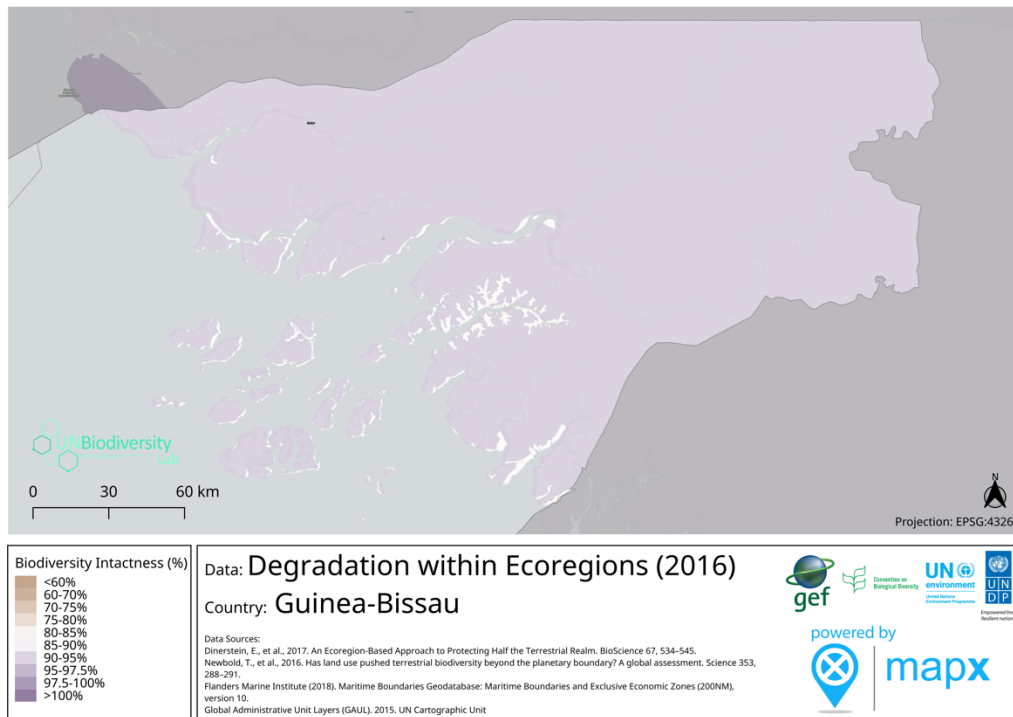 UNBiodiversity
Lab
0 30 60 km
N
Projection: EPSG:4326
Biodiversity Intactness (%)
<60%
60-70%
70-75%
75-80%
80-85%
85-90%
90-95%
95-97.5%
97.5-100%
>100%
Data: Degradation within Ecoregions (2016)
Country: Guinea-Bissau
Data Sources:
Dinerstein, E., et al., 2017. An Ecoregion-Based Approach to Protecting Half the Terrestrial Realm. BioScience 67, 534–545.
Newbold, T., et al., 2016. Has land use pushed terrestrial biodiversity beyond the planetary boundary? A global assessment. Science 353,
288–291.
Flanders Marine Institute (2018). Maritime Boundaries Geodatabase: Maritime Boundaries and Exclusive Economic Zones (200NM),
version 10.
Global Administrative Unit Layers (GAUL). 2015. UN Cartographic Unit
gef
Convention on
Biological Diversity
UN
environment
United Nations
Environment Programme
U N
D P
Empowered lives.
Resilient nations.
powered by
mapx